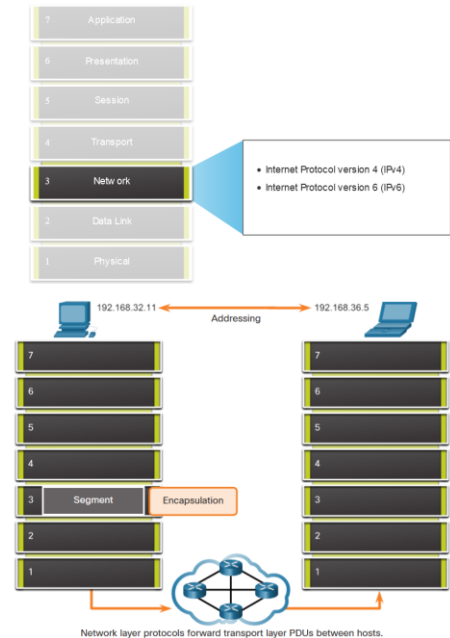 7 Application
6 Presentation
5 Session
4 Transport
3 Network
2 Data Link
1 Physical
• Internet Protocol version 4 (IPv4)
• Internet Protocol version 6 (IPv6)
192.168.32.11
Addressing
192.168.36.5
7
6
5
4
3 Segment Encapsulation
2
1
7
6
5
4
3
2
1
Network layer protocols forward transport layer PDUs between hosts.